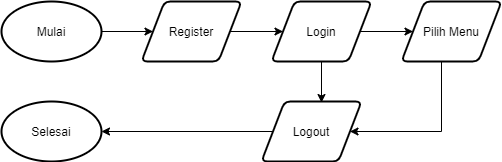 Mulai
Register
Login
Pilih Menu
Logout
Selesai